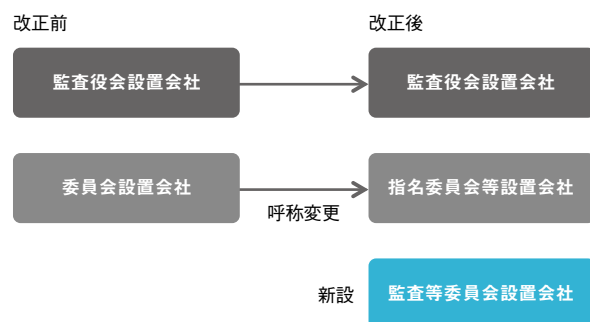 改正前
改正後
監査役会設置会社
監査役会設置会社
委員会設置会社
呼称変更
指名委員会等設置会社
新設
監査等委員会設置会社